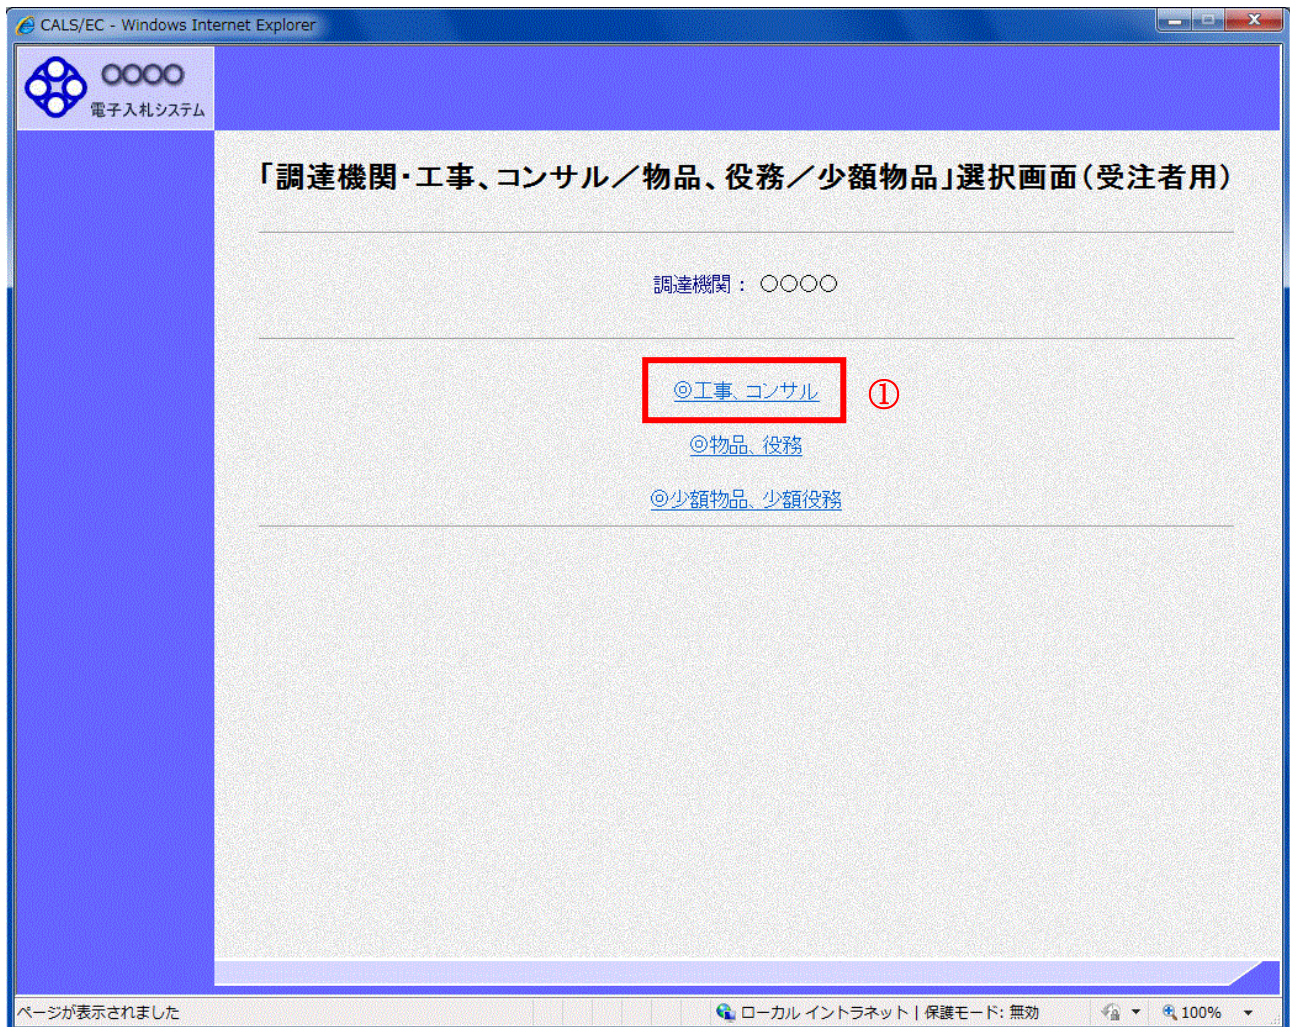 CALS/EC - Windows Internet Explorer
〇〇〇〇
電子入札システム
「調達機関・工事、コンサル／物品、役務／少額物品」選択画面(受注者用)
調達機関： 〇〇〇〇
◎工事、コンサル ①
◎物品、役務
◎少額物品、少額役務
ページが表示されました ローカル イントラネット | 保護モード: 無効 100%